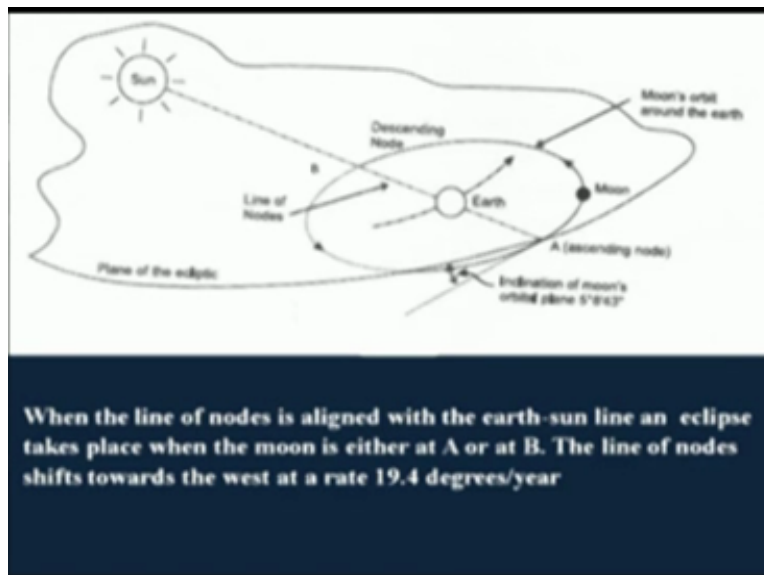 Sun
Moon's orbit
around the earth
Descending
Node
B
Line of
Nodes
Earth
Moon
A (ascending node)
Plane of the ecliptic
Inclination of moon's
orbital plane 5°8'43"
When the line of nodes is aligned with the earth-sun line an eclipse
takes place when the moon is either at A or at B. The line of nodes
shifts towards the west at a rate 19.4 degrees/year